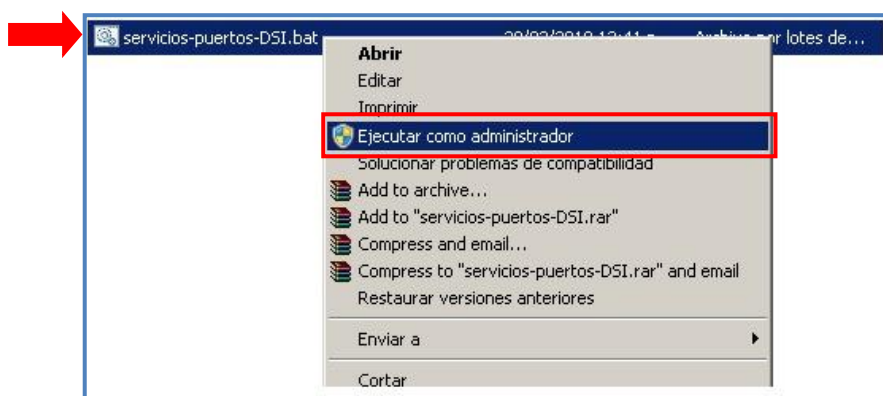 servicios-puertos-DSI.bat lotes de...
Abrir
Editar
Imprimir
Ejecutar como administrador
Solucionar problemas de compatibilidad
Add to archive...
Add to "servicios-puertos-DSI.rar"
Compress and email...
Compress to "servicios-puertos-DSI.rar" and email
Restaurar versiones anteriores
Enviar a
Cortar